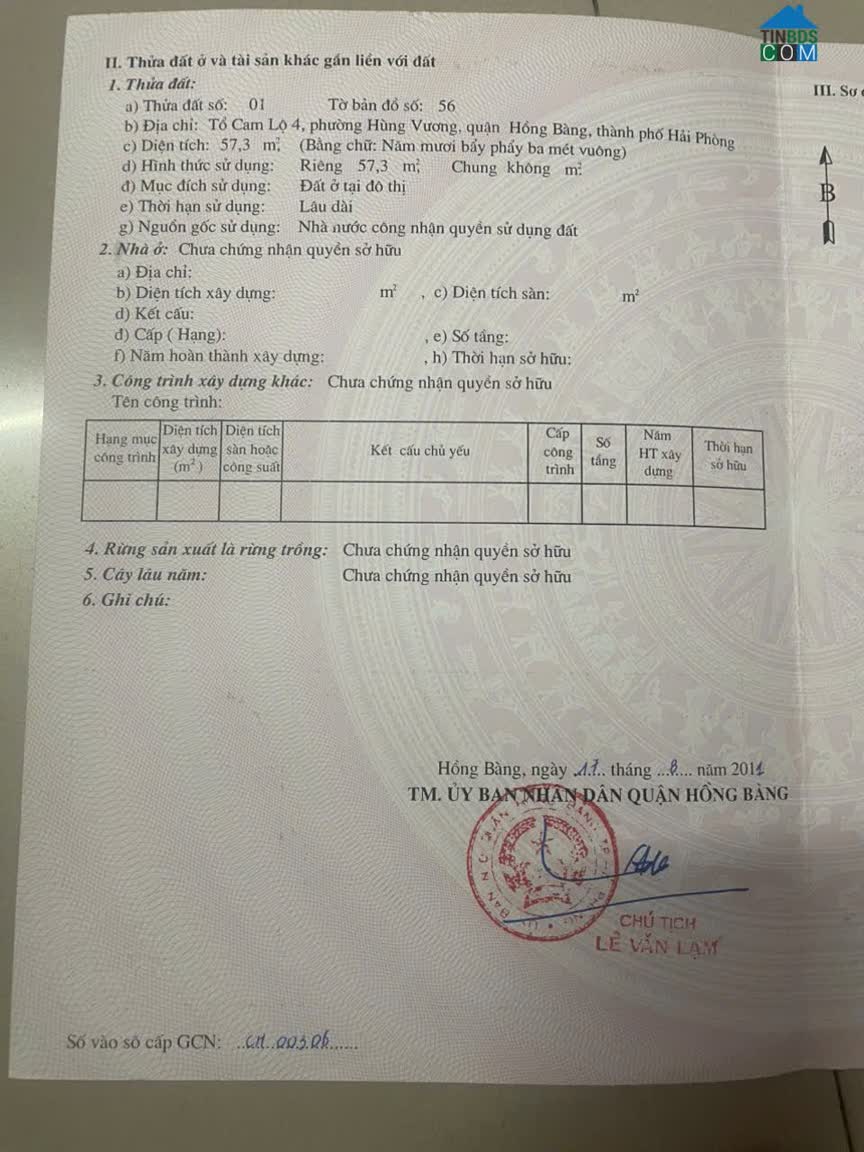 TINBDS
COM
II. Thửa đất ở và tài sản khác gắn liền với đất
III. Sơ
1. Thửa đất:
a) Thửa đất số: 01 Tờ bản đồ số: 56
b) Địa chỉ: Tổ Cam Lộ 4, phường Hùng Vương, quận Hồng Bàng, thành phố Hải Phòng
c) Diện tích: 57,3 m², (Bằng chữ: Năm mươi bẩy phẩy ba mét vuông)
d) Hình thức sử dụng: Riêng 57,3 m², Chung không m².
đ) Mục đích sử dụng: Đất ở tại đô thị
B
e) Thời hạn sử dụng: Lâu dài
g) Nguồn gốc sử dụng: Nhà nước công nhận quyền sử dụng đất
2. Nhà ở: Chưa chứng nhận quyền sở hữu
a) Địa chỉ:
b) Diện tích xây dựng: m² , c) Diện tích sàn: m²
d) Kết cấu:
đ) Cấp ( Hạng): , e) Số tầng:
f) Năm hoàn thành xây dựng: , h) Thời hạn sở hữu:
3. Công trình xây dựng khác: Chưa chứng nhận quyền sở hữu
Tên công trình:
Hạng mục công trình
Diện tích xây dựng (m²)
Diện tích sàn hoặc công suất
Kết cấu chủ yếu
Cấp công trình
Số tầng
Năm HT xây dựng
Thời hạn sở hữu
4. Rừng sản xuất là rừng trồng: Chưa chứng nhận quyền sở hữu
5. Cây lâu năm: Chưa chứng nhận quyền sở hữu
6. Ghi chú:
Hồng Bàng, ngày .17.. tháng ...8.... năm 2011
TM. ỦY BAN NHÂN DÂN QUẬN HỒNG BÀNG
CHỦ TỊCH
LÊ VĂN LẠM
Số vào sổ cấp GCN: ..CH..00306......